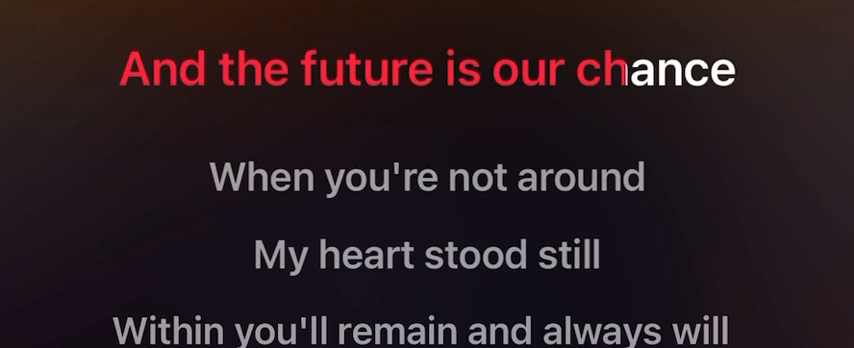 And the future is our chance
When you're not around
My heart stood still
Within you'll remain and always will